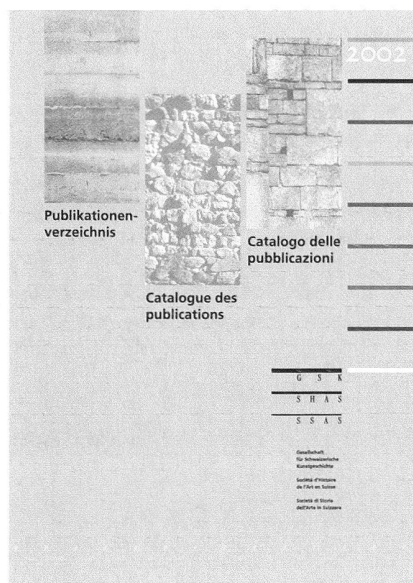 2002
Publikationen-
verzeichnis
Catalogo delle
pubblicazioni
Catalogue des
publications
G S K
S H A S
S S A S
Gesellschaft
für Schweizerische
Kunstgeschichte
Société d'Histoire
de l'Art en Suisse
Società di Storia
dell'Arte in Svizzera